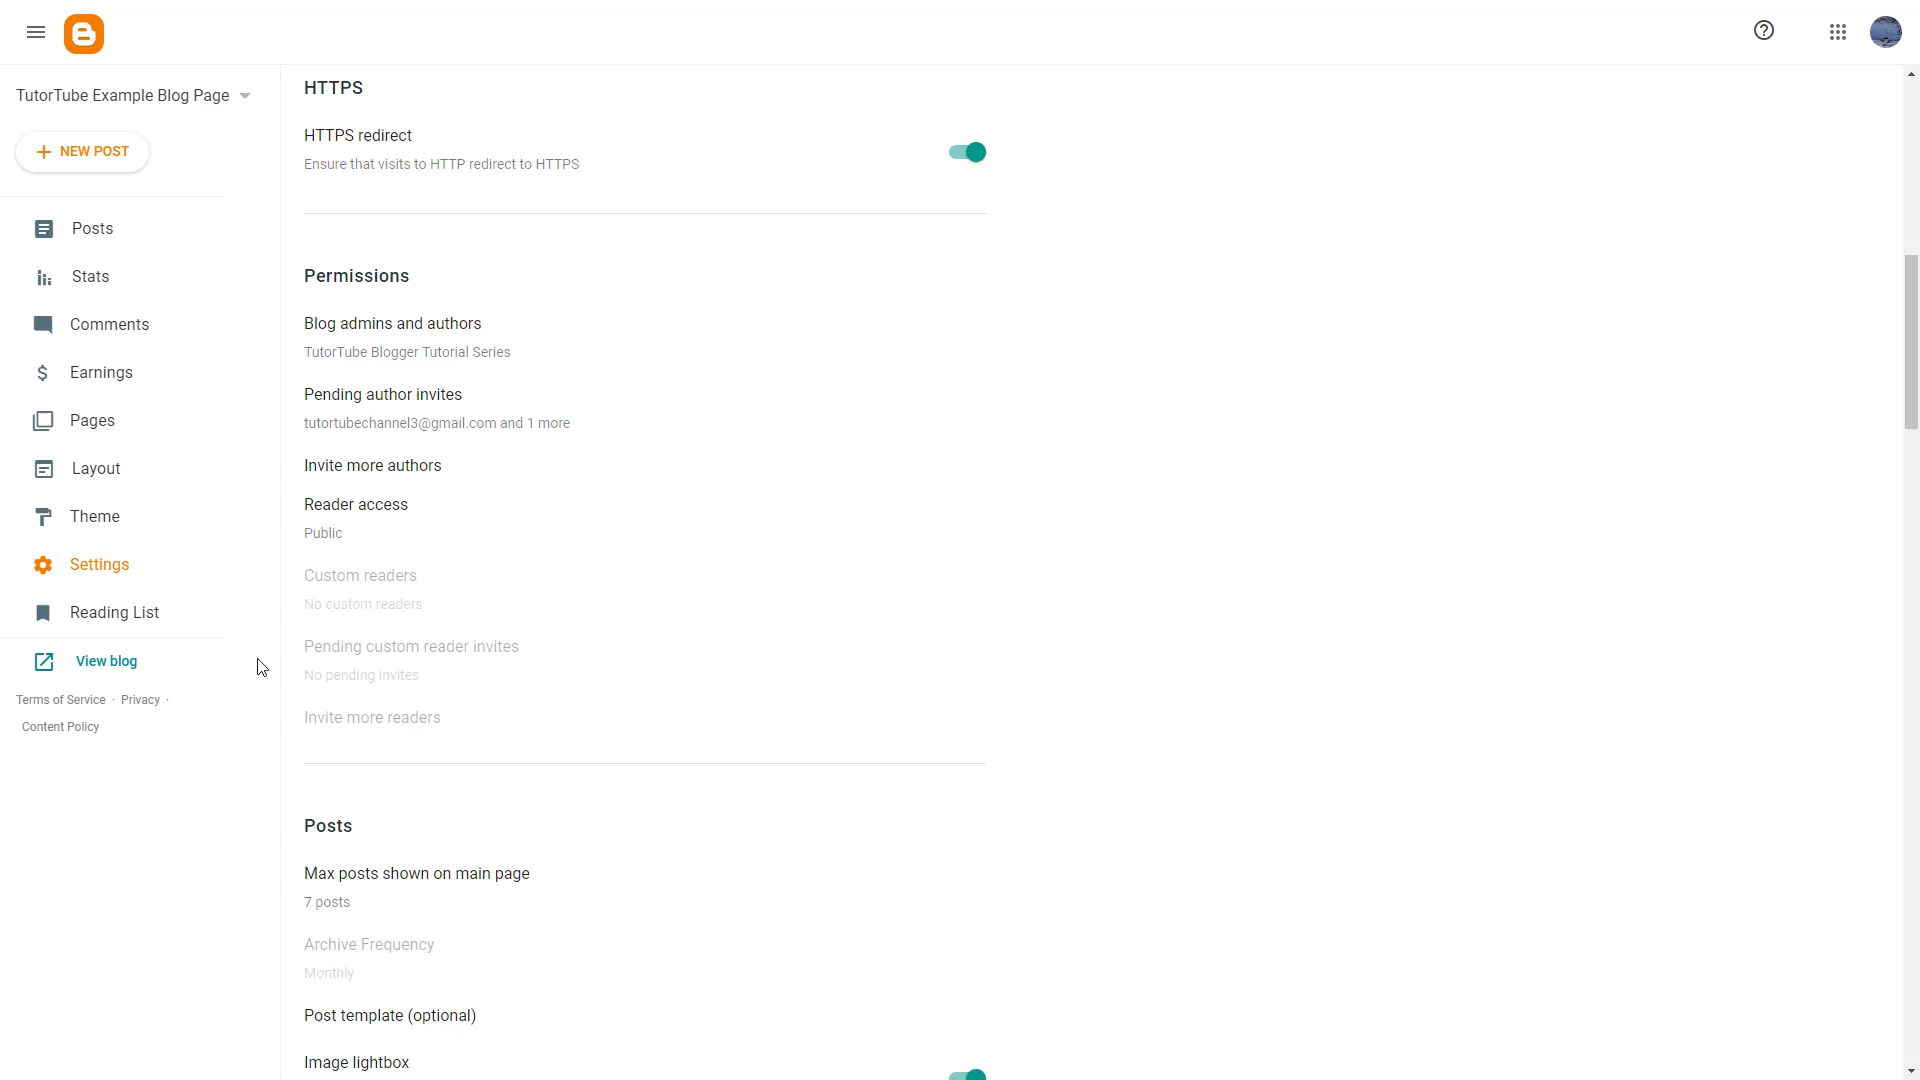 TutorTube Example Blog Page
NEW POST
Posts
Stats
Comments
Earnings
Pages
Layout
Theme
Settings
Reading List
View blog
Terms of Service · Privacy ·
Content Policy
HTTPS
HTTPS redirect
Ensure that visits to HTTP redirect to HTTPS
Permissions
Blog admins and authors
TutorTube Blogger Tutorial Series
Pending author invites
tutortubechannel3@gmail.com and 1 more
Invite more authors
Reader access
Public
Custom readers
No custom readers
Pending custom reader invites
No pending invites
Invite more readers
Posts
Max posts shown on main page
7 posts
Archive Frequency
Monthly
Post template (optional)
Image lightbox